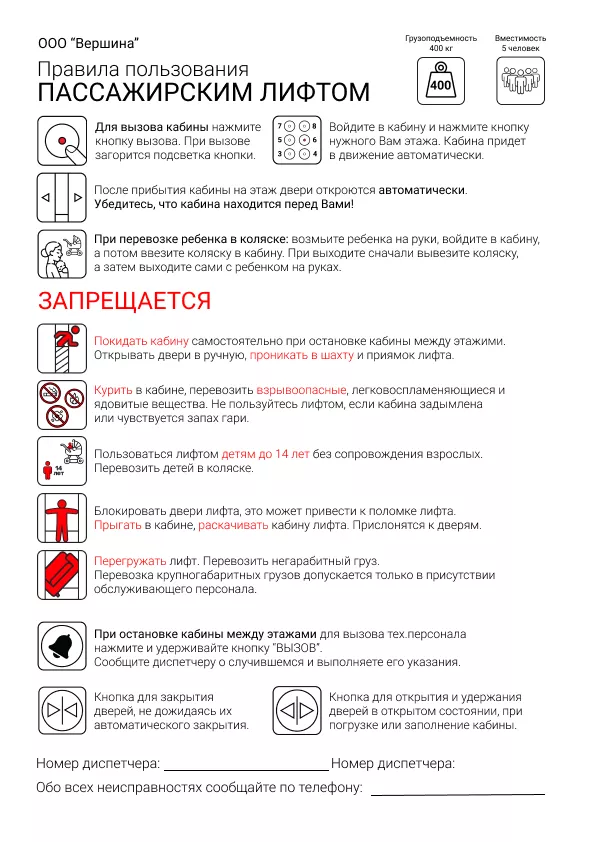 ООО “Вершина”
Грузоподъемность
400 кг
Вместимость
5 человек
Правила пользования
ПАССАЖИРСКИМ ЛИФТОМ
400
Для вызова кабины нажмите
кнопку вызова. При вызове
загорится подсветка кнопки.
7 8
5 6
3 4
Войдите в кабину и нажмите кнопку
нужного Вам этажа. Кабина придет
в движение автоматически.
После прибытия кабины на этаж двери откроются автоматически.
Убедитесь, что кабина находится перед Вами!
При перевозке ребенка в коляске: возмьите ребенка на руки, войдите в кабину,
а потом ввезите коляску в кабину. При выходите сначали вывезите коляску,
а затем выходите сами с ребенком на руках.
ЗАПРЕЩАЕТСЯ
Покидать кабину самостоятельно при остановке кабины между этажими.
Открывать двери в ручную, проникать в шахту и приямок лифта.
Курить в кабине, перевозить взрывоопасные, легковоспламеняющиеся и
ядовитые вещества. Не пользуйтесь лифтом, если кабина задымлена
или чувствуется запах гари.
14
лет
Пользоваться лифтом детям до 14 лет без сопровождения взрослых.
Перевозить детей в коляске.
Блокировать двери лифта, это может привести к поломке лифта.
Прыгать в кабине, раскачивать кабину лифта. Прислонятся к дверям.
Перегружать лифт. Перевозить негарабитный груз.
Перевозка крупногабаритных грузов допускается только в присутствии
обслуживающего персонала.
При остановке кабины между этажами для вызова тех.персонала
нажмите и удерживайте кнопку “ВЫЗОВ”.
Сообщите диспетчеру о случившемся и выполняете его указания.
Кнопка для закрытия
дверей, не дожидаясь их
автоматического закрытия.
Кнопка для открытия и удержания
дверей в открытом состоянии, при
погрузке или заполнение кабины.
Номер диспетчера: Номер диспетчера:
Обо всех неисправностях сообщайте по телефону: